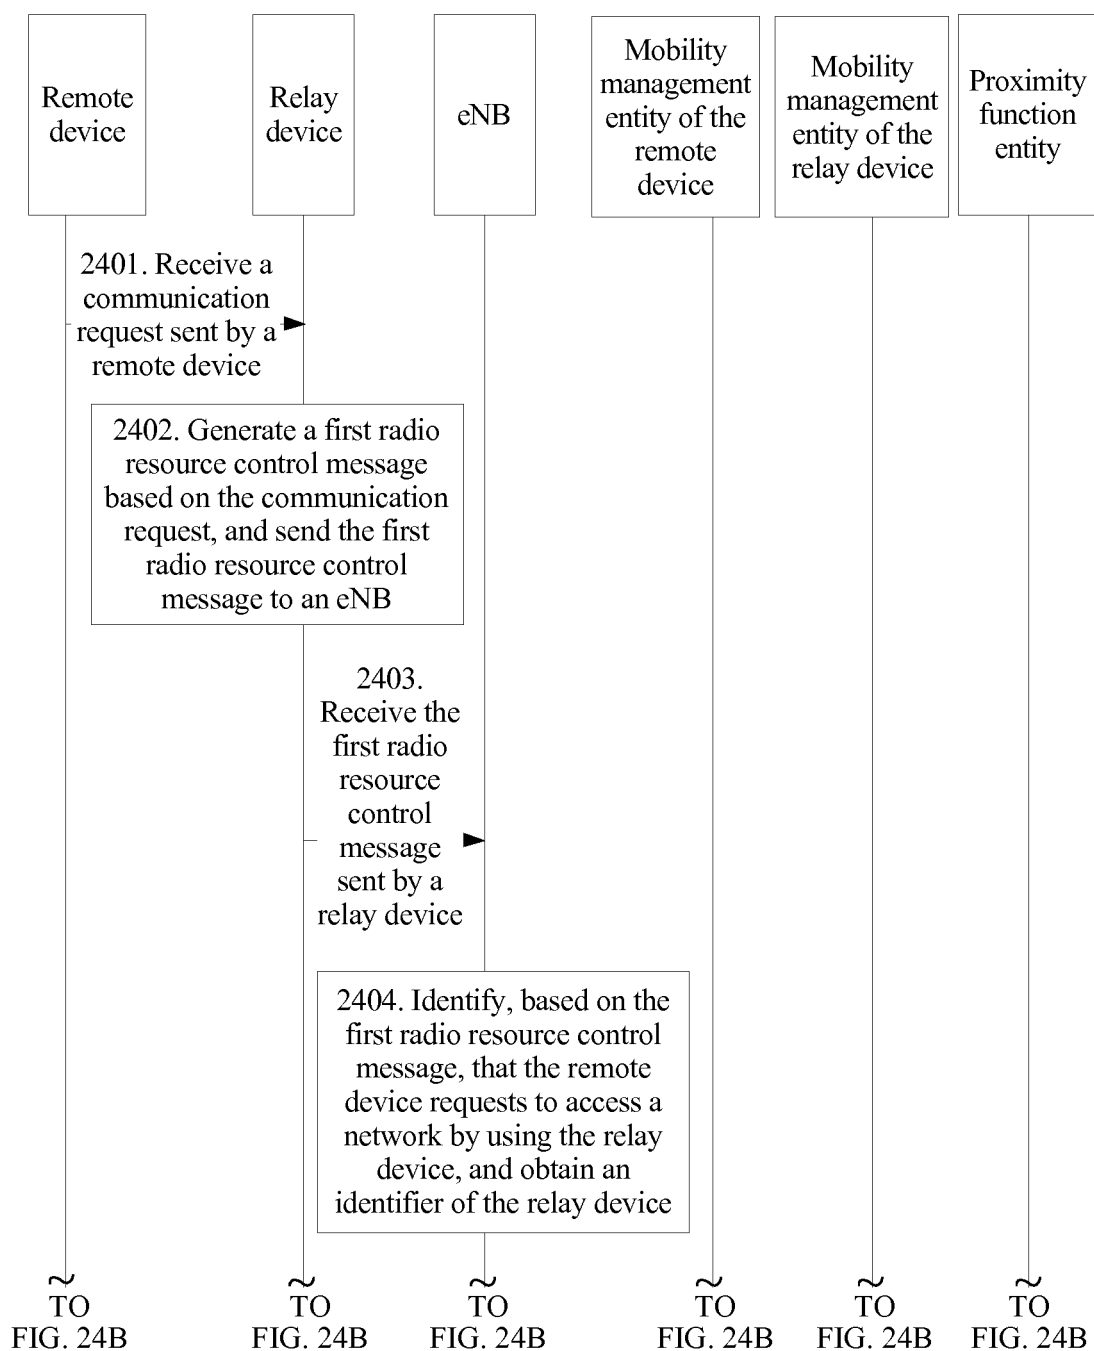 Remote
device
Relay
device
eNB
Mobility
management
entity of the
remote
device
Mobility
management
entity of the
relay device
Proximity
function
entity
2401. Receive a
communication
request sent by a
remote device
2402. Generate a first radio
resource control message
based on the communication
request, and send the first
radio resource control
message to an eNB
2403.
Receive the
first radio
resource
control
message
sent by a
relay device
2404. Identify, based on the
first radio resource control
message, that the remote
device requests to access a
network by using the relay
device, and obtain an
identifier of the relay device
TO
FIG. 24B
TO
FIG. 24B
TO
FIG. 24B
TO
FIG. 24B
TO
FIG. 24B
TO
FIG. 24B